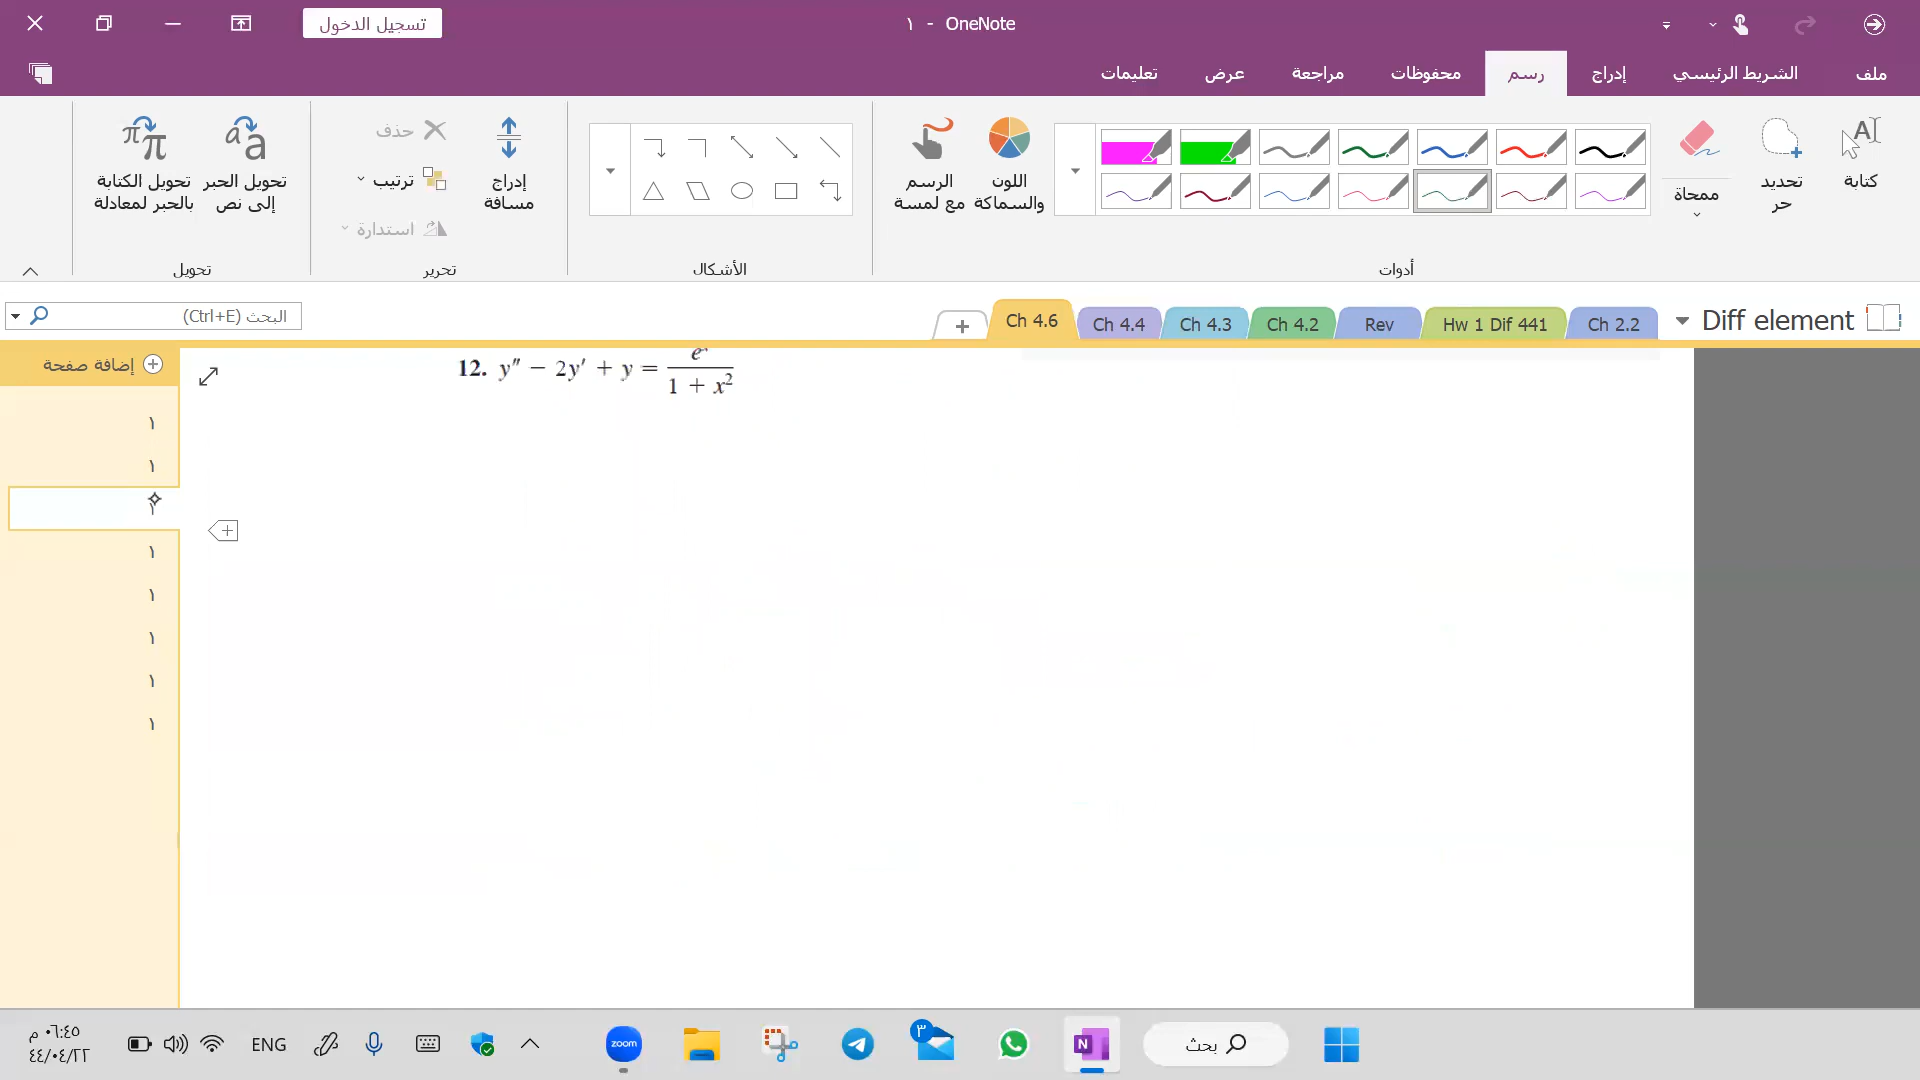 تسجيل الدخول
١ - OneNote
ملف
الشريط الرئيسي
إدراج
رسم
محفوظات
مراجعة
عرض
تعليمات
كتابة
تحديد حر
ممحاة
اللون والسماكة
الرسم مع لمسة
إدراج مسافة
حذف
ترتيب
استدارة
تحويل الحبر إلى نص
تحويل الكتابة بالحبر لمعادلة
أدوات
الأشكال
تحرير
تحويل
Diff element
Ch 2.2
Hw 1 Dif 441
Rev
Ch 4.2
Ch 4.3
Ch 4.4
Ch 4.6
البحث (Ctrl+E)
إضافة صفحة
١
١
١
١
١
١
١
١
12. y″ − 2y′ + y = e / 1 + x²
بحث
N
٣
zoom
ENG
٠٦:٤٥ م
٤٤/٠٤/٢٢